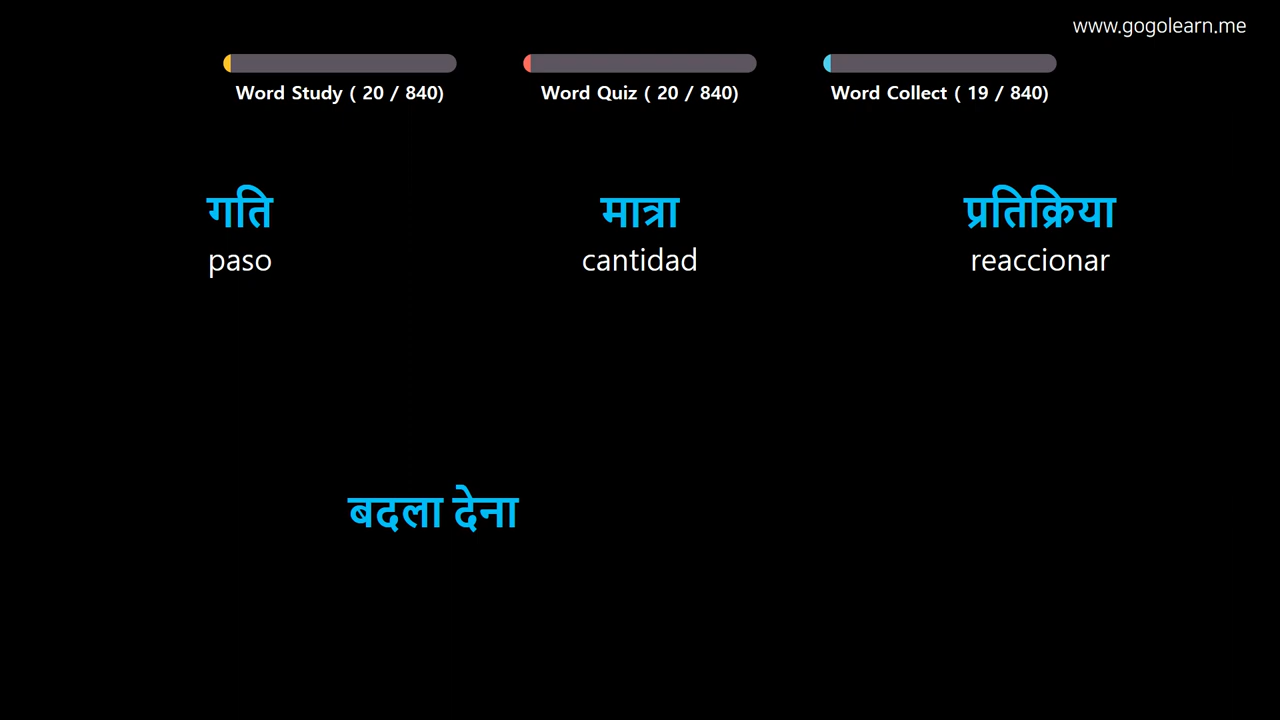 www.gogolearn.me
Word Study ( 20 / 840)
Word Quiz ( 20 / 840)
Word Collect ( 19 / 840)
गति
paso
मात्रा
cantidad
प्रतिक्रिया
reaccionar
बदला देना